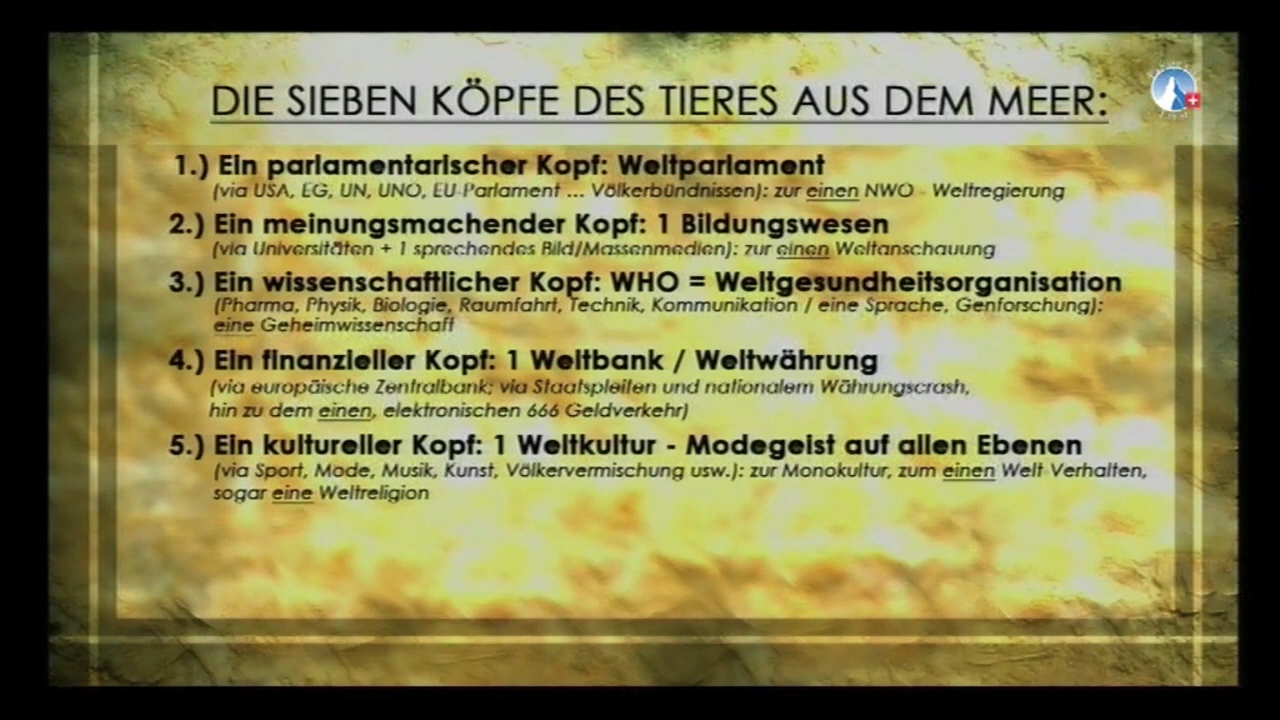 DIE SIEBEN KÖPFE DES TIERES AUS DEM MEER:
1.) Ein parlamentarischer Kopf: Weltparlament
(via USA, EG, UN, UNO, EU-Parlament ... Völkerbündnissen): zur einen NWO - Weltregierung
2.) Ein meinungsmachender Kopf: 1 Bildungswesen
(via Universitäten + 1 sprechendes Bild/Massenmedien): zur einen Weltanschauung
3.) Ein wissenschaftlicher Kopf: WHO = Weltgesundheitsorganisation
(Pharma, Physik, Biologie, Raumfahrt, Technik, Kommunikation / eine Sprache, Genforschung):
eine Geheimwissenschaft
4.) Ein finanzieller Kopf: 1 Weltbank / Weltwährung
(via europäische Zentralbank; via Staatspleiten und nationalem Währungscrash,
hin zu dem einen, elektronischen 666 Geldverkehr)
5.) Ein kultureller Kopf: 1 Weltkultur - Modegeist auf allen Ebenen
(via Sport, Mode, Musik, Kunst, Völkervermischung usw.): zur Monokultur, zum einen Welt Verhalten,
sogar eine Weltreligion